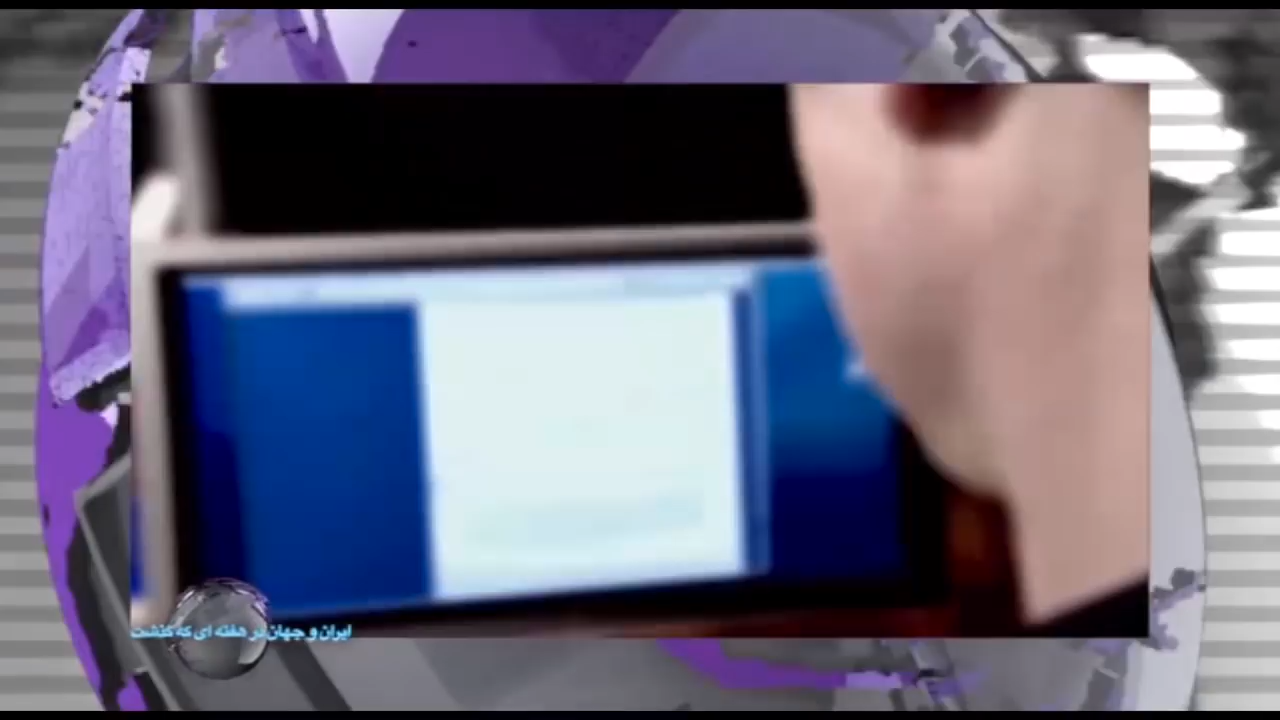 ایران و جهان در هفته ای که گذشت